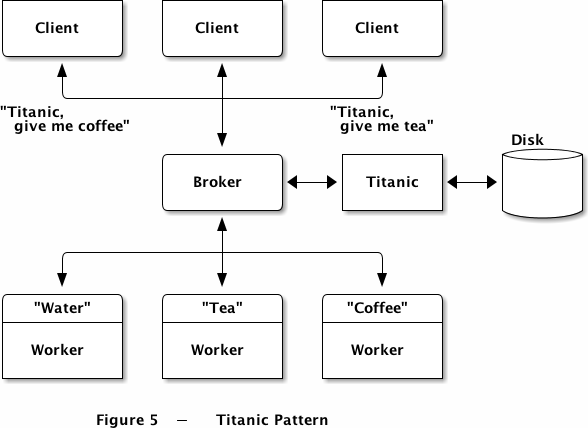 Client Client Client
"Titanic, "Titanic,
give me coffee" give me tea"
Disk
Broker Titanic
"Water" "Tea" "Coffee"
Worker Worker Worker
Figure 5 – Titanic Pattern